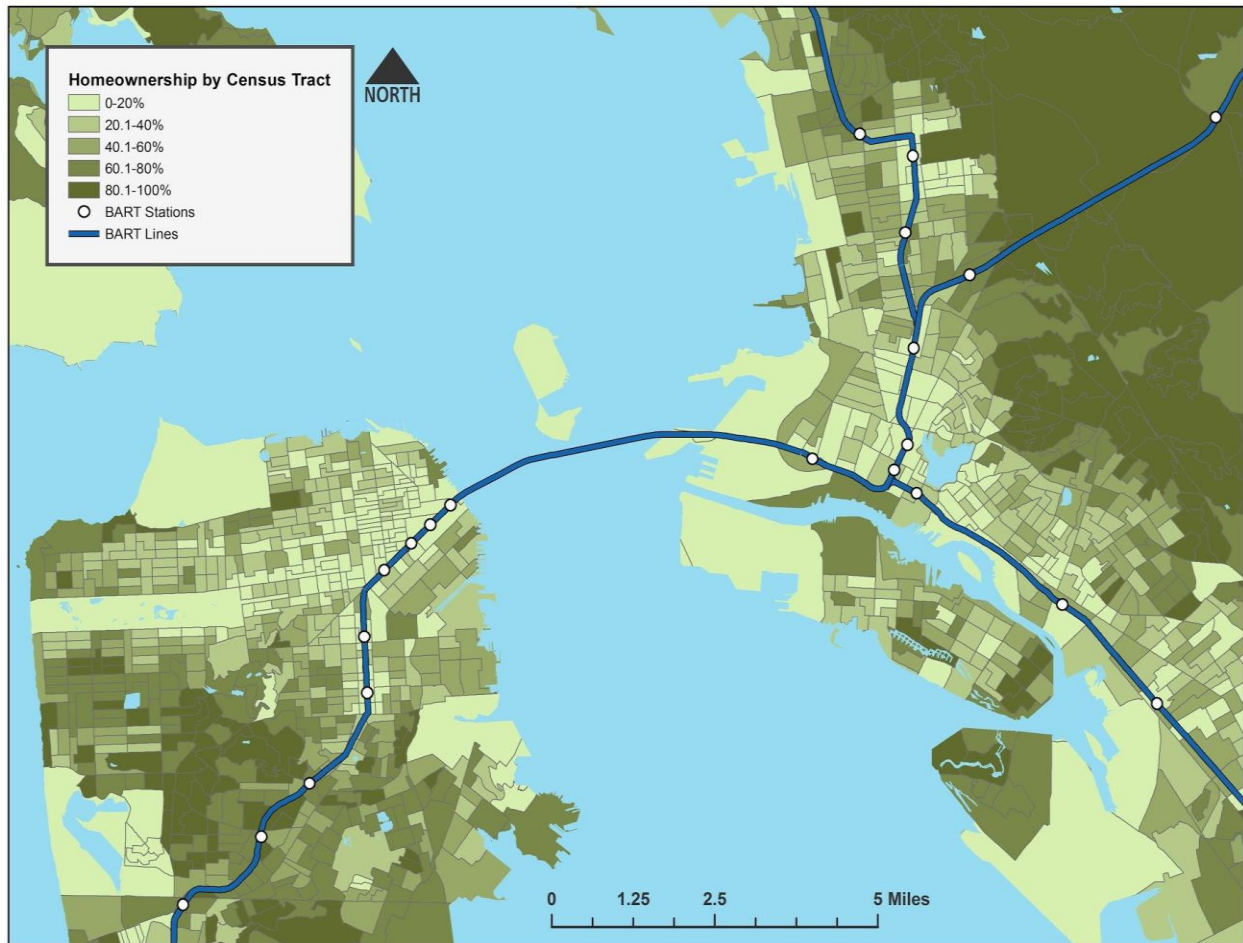 Homeownership by Census Tract
0-20%
20.1-40%
40.1-60%
60.1-80%
80.1-100%
BART Stations
BART Lines
NORTH
0 1.25 2.5 5 Miles